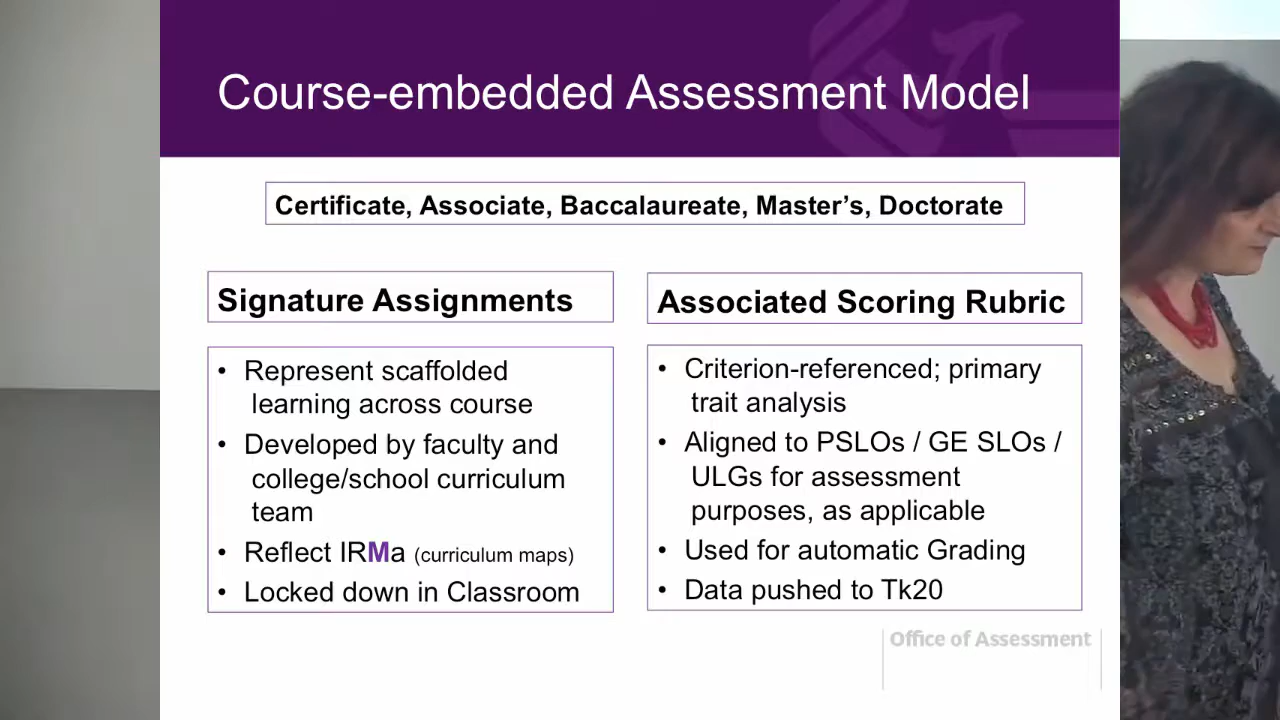 Course-embedded Assessment Model
Certificate, Associate, Baccalaureate, Master's, Doctorate
Signature Assignments
• Represent scaffolded
learning across course
• Developed by faculty and
college/school curriculum
team
• Reflect IRMa (curriculum maps)
• Locked down in Classroom
Associated Scoring Rubric
• Criterion-referenced; primary
trait analysis
• Aligned to PSLOs / GE SLOs /
ULGs for assessment
purposes, as applicable
• Used for automatic Grading
• Data pushed to Tk20
Office of Assessment